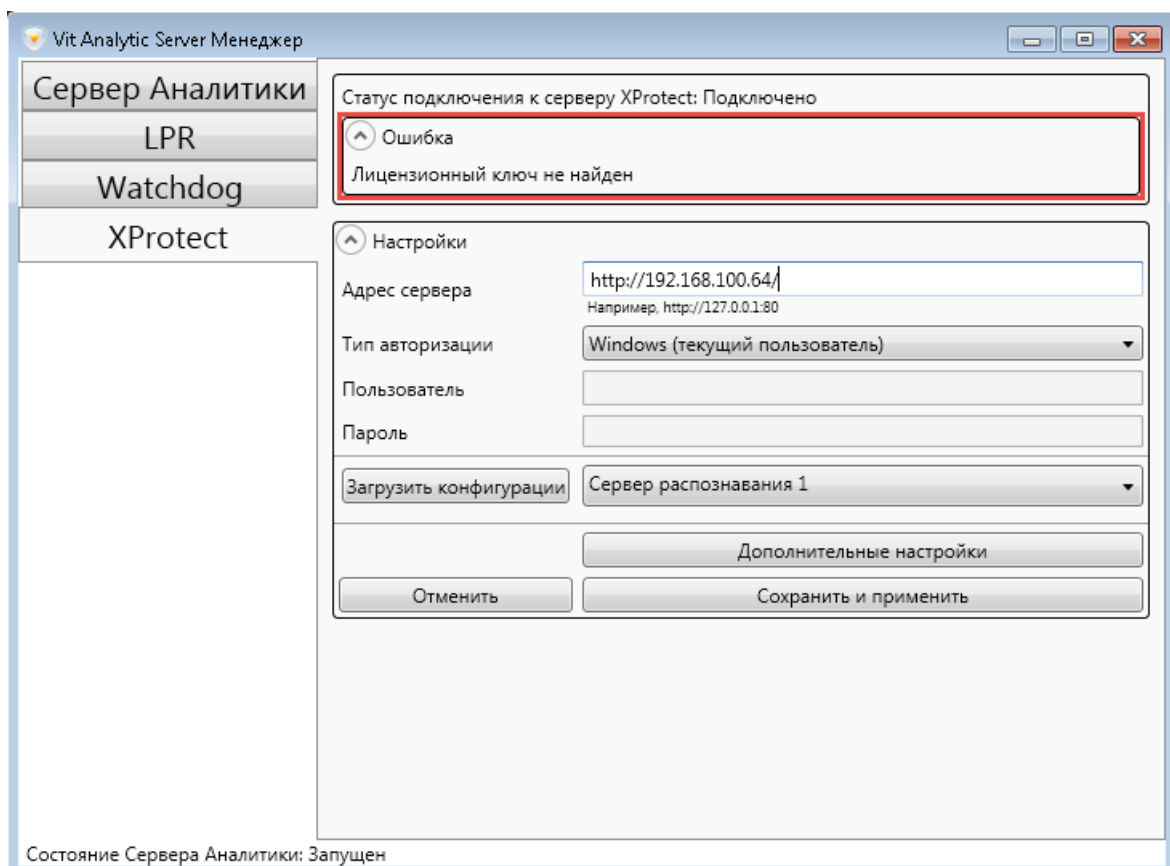 Vit Analytic Server Менеджер
Сервер Аналитики
LPR
Watchdog
XProtect
Статус подключения к серверу XProtect: Подключено
Ошибка
Лицензионный ключ не найден
Настройки
Адрес сервера
http://192.168.100.64/
Например, http://127.0.0.1:80
Тип авторизации
Windows (текущий пользователь)
Пользователь
Пароль
Загрузить конфигурации
Сервер распознавания 1
Дополнительные настройки
Отменить
Сохранить и применить
Состояние Сервера Аналитики: Запущен